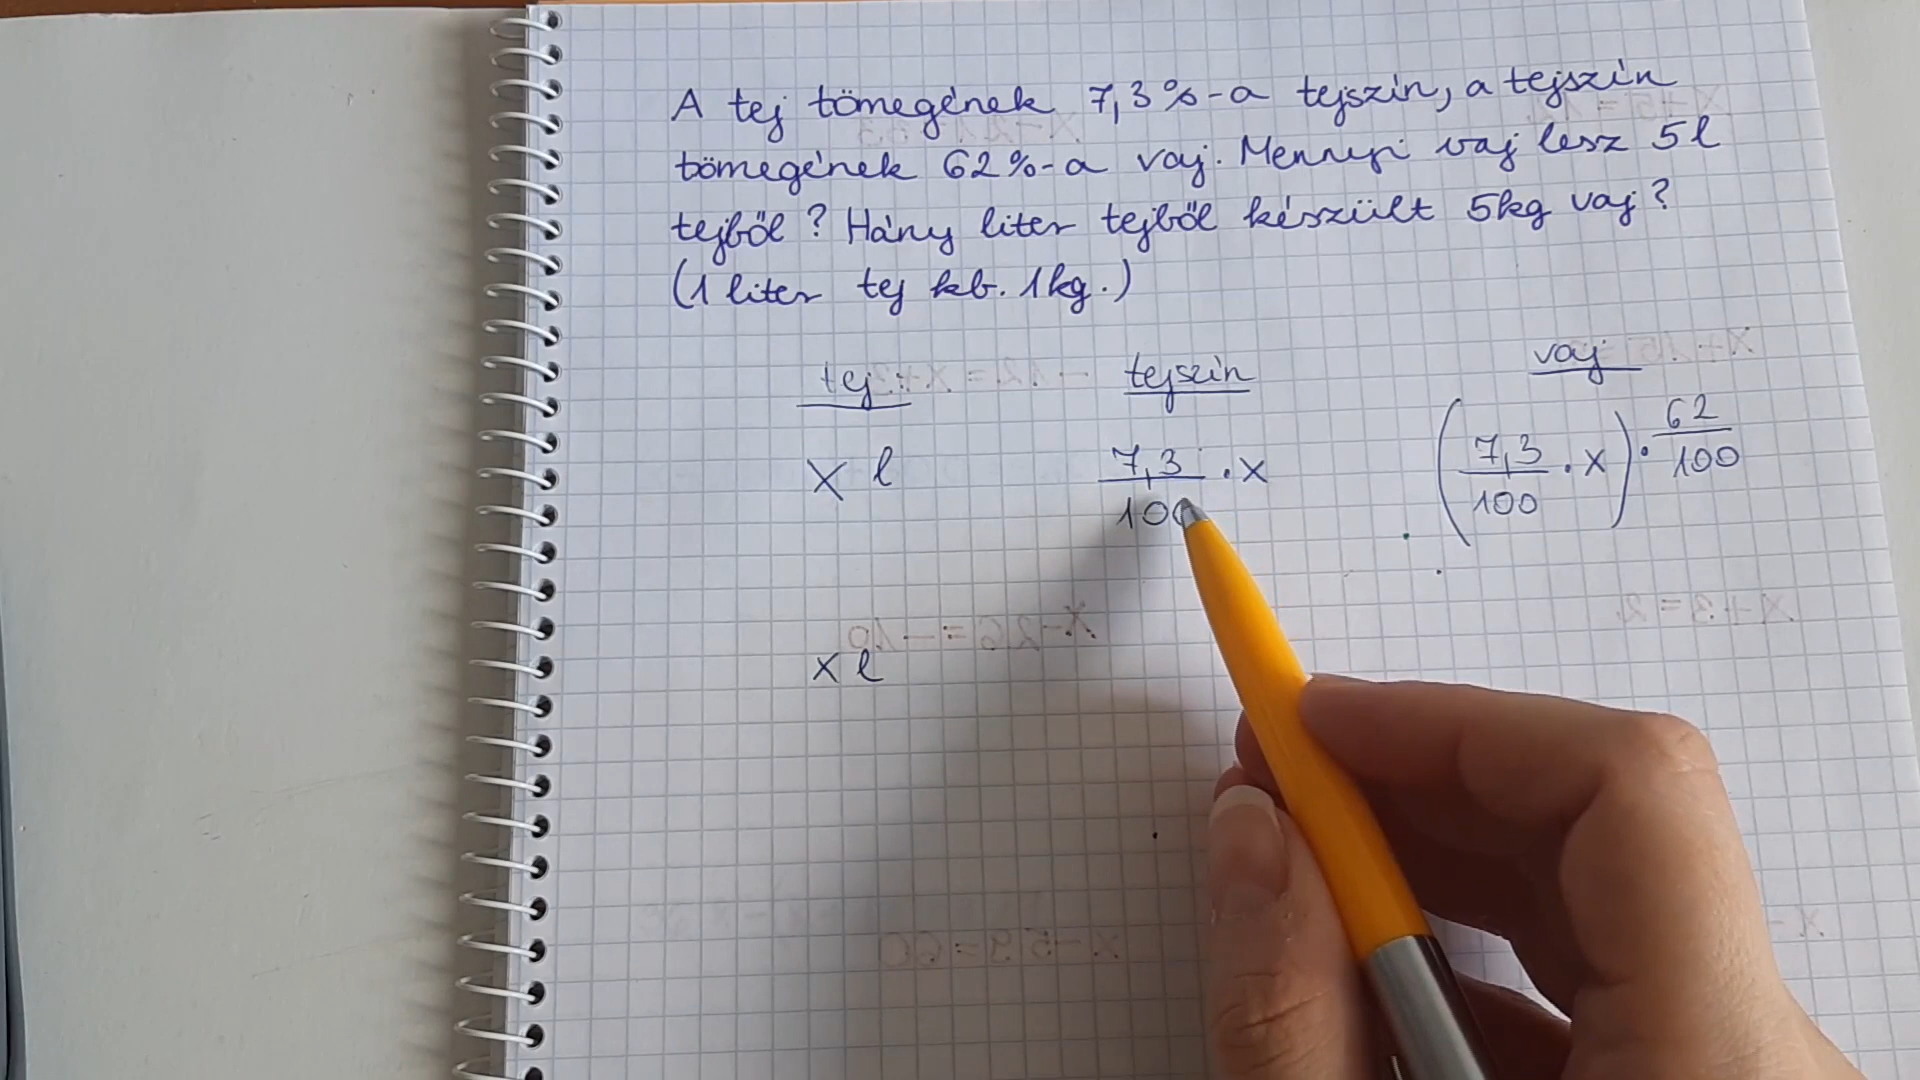 A tej tömegének 7,3%-a tejszín, a tejszín
tömegének 62%-a vaj. Mennyi vaj lesz 5l
tejből? Hány liter tejből készült 5kg vaj?
(1 liter tej kb. 1kg.)
tej tejszín vaj
x l 7,3/100 · x (7,3/100 · x) · 62/100
x l